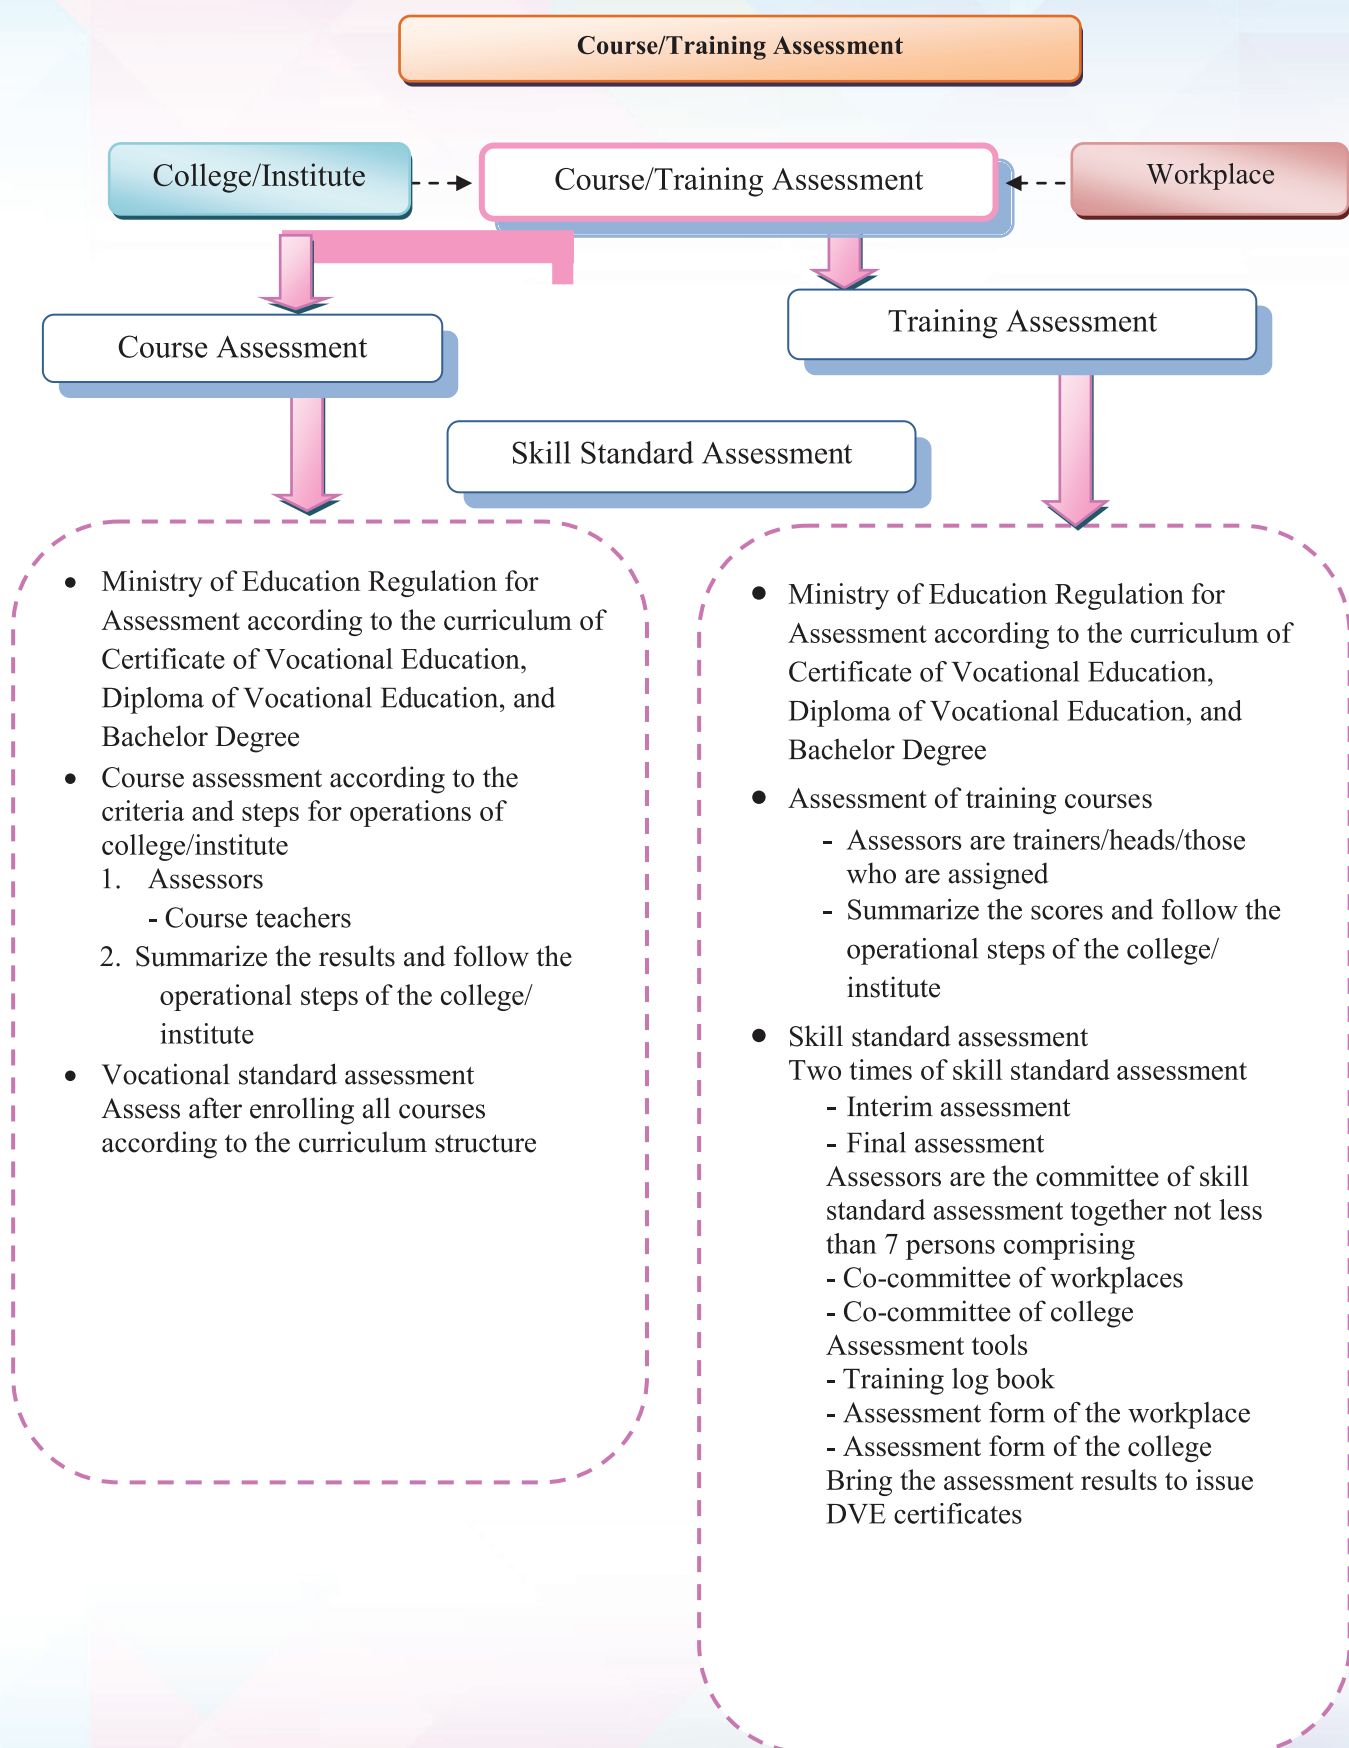 Course/Training Assessment
College/Institute
Course/Training Assessment
Workplace
Course Assessment
Training Assessment
Skill Standard Assessment
• Ministry of Education Regulation for
Assessment according to the curriculum of
Certificate of Vocational Education,
Diploma of Vocational Education, and
Bachelor Degree
• Course assessment according to the
criteria and steps for operations of
college/institute
1. Assessors
- Course teachers
2. Summarize the results and follow the
operational steps of the college/
institute
• Vocational standard assessment
Assess after enrolling all courses
according to the curriculum structure
• Ministry of Education Regulation for
Assessment according to the curriculum of
Certificate of Vocational Education,
Diploma of Vocational Education, and
Bachelor Degree
• Assessment of training courses
- Assessors are trainers/heads/those
who are assigned
- Summarize the scores and follow the
operational steps of the college/
institute
• Skill standard assessment
Two times of skill standard assessment
- Interim assessment
- Final assessment
Assessors are the committee of skill
standard assessment together not less
than 7 persons comprising
- Co-committee of workplaces
- Co-committee of college
Assessment tools
- Training log book
- Assessment form of the workplace
- Assessment form of the college
Bring the assessment results to issue
DVE certificates